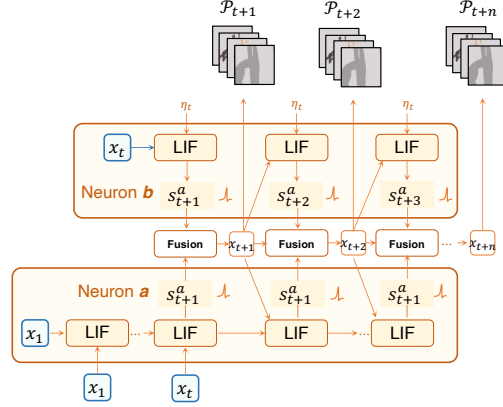 𝒫ₜ₊₁ 𝒫ₜ₊₂ 𝒫ₜ₊ₙ
ηₜ ηₜ ηₜ
xₜ LIF LIF LIF
Neuron b sᵃₜ₊₁ sᵃₜ₊₂ sᵃₜ₊₃
Fusion xₜ₊₁ Fusion xₜ₊₂ Fusion ... xₜ₊ₙ
Neuron a sᵃₜ₊₁ sᵃₜ₊₁ sᵃₜ₊₁
x₁ LIF ... LIF LIF ... LIF
x₁ xₜ